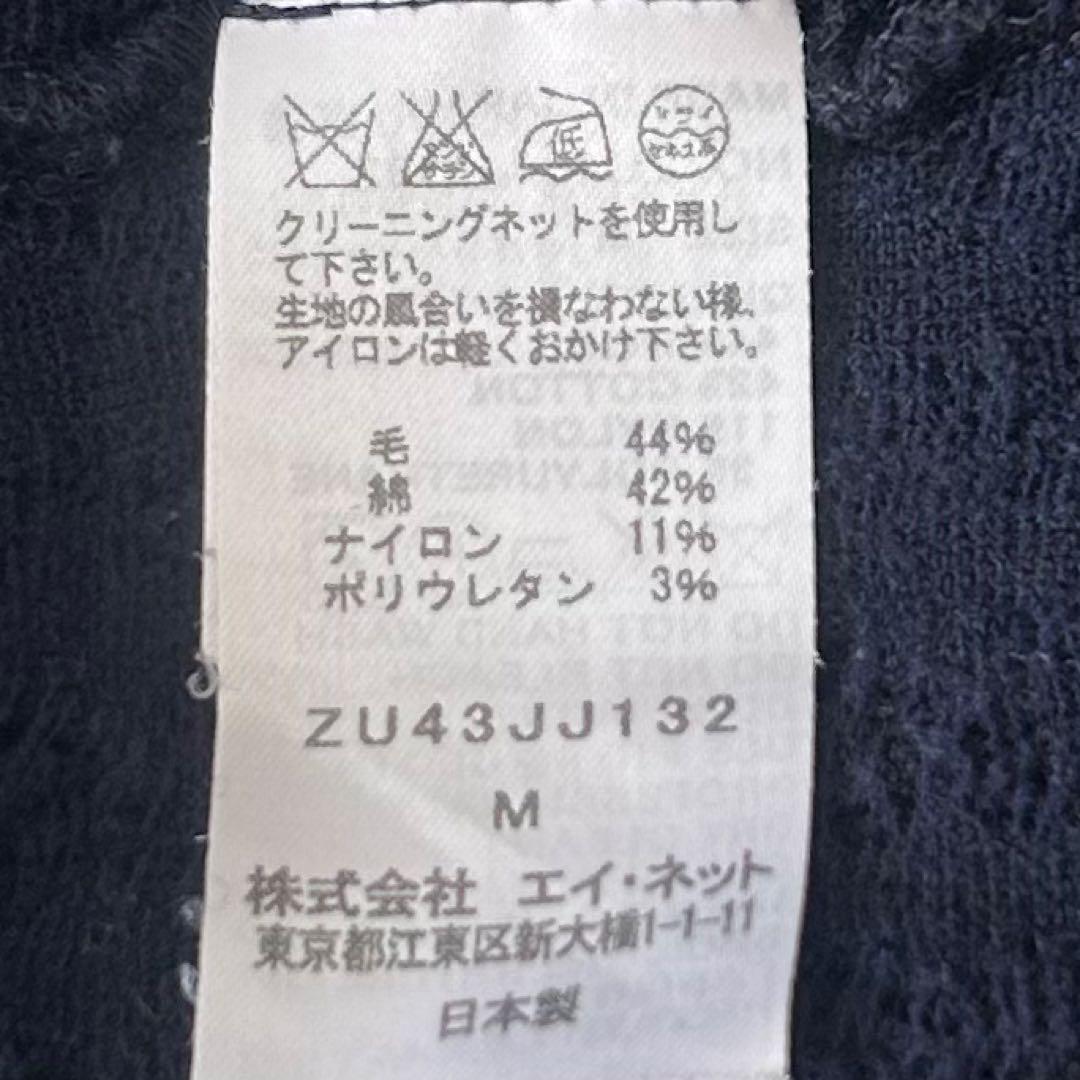 低
クリーニングネットを使用し
て下さい。
生地の風合いを損なわない様、
アイロンは軽くおかけ下さい。
毛 44%
綿 42%
ナイロン 11%
ポリウレタン 3%
ZU43JJ132
M
株式会社 エイ・ネット
東京都江東区新大橋1-1-11
日本製